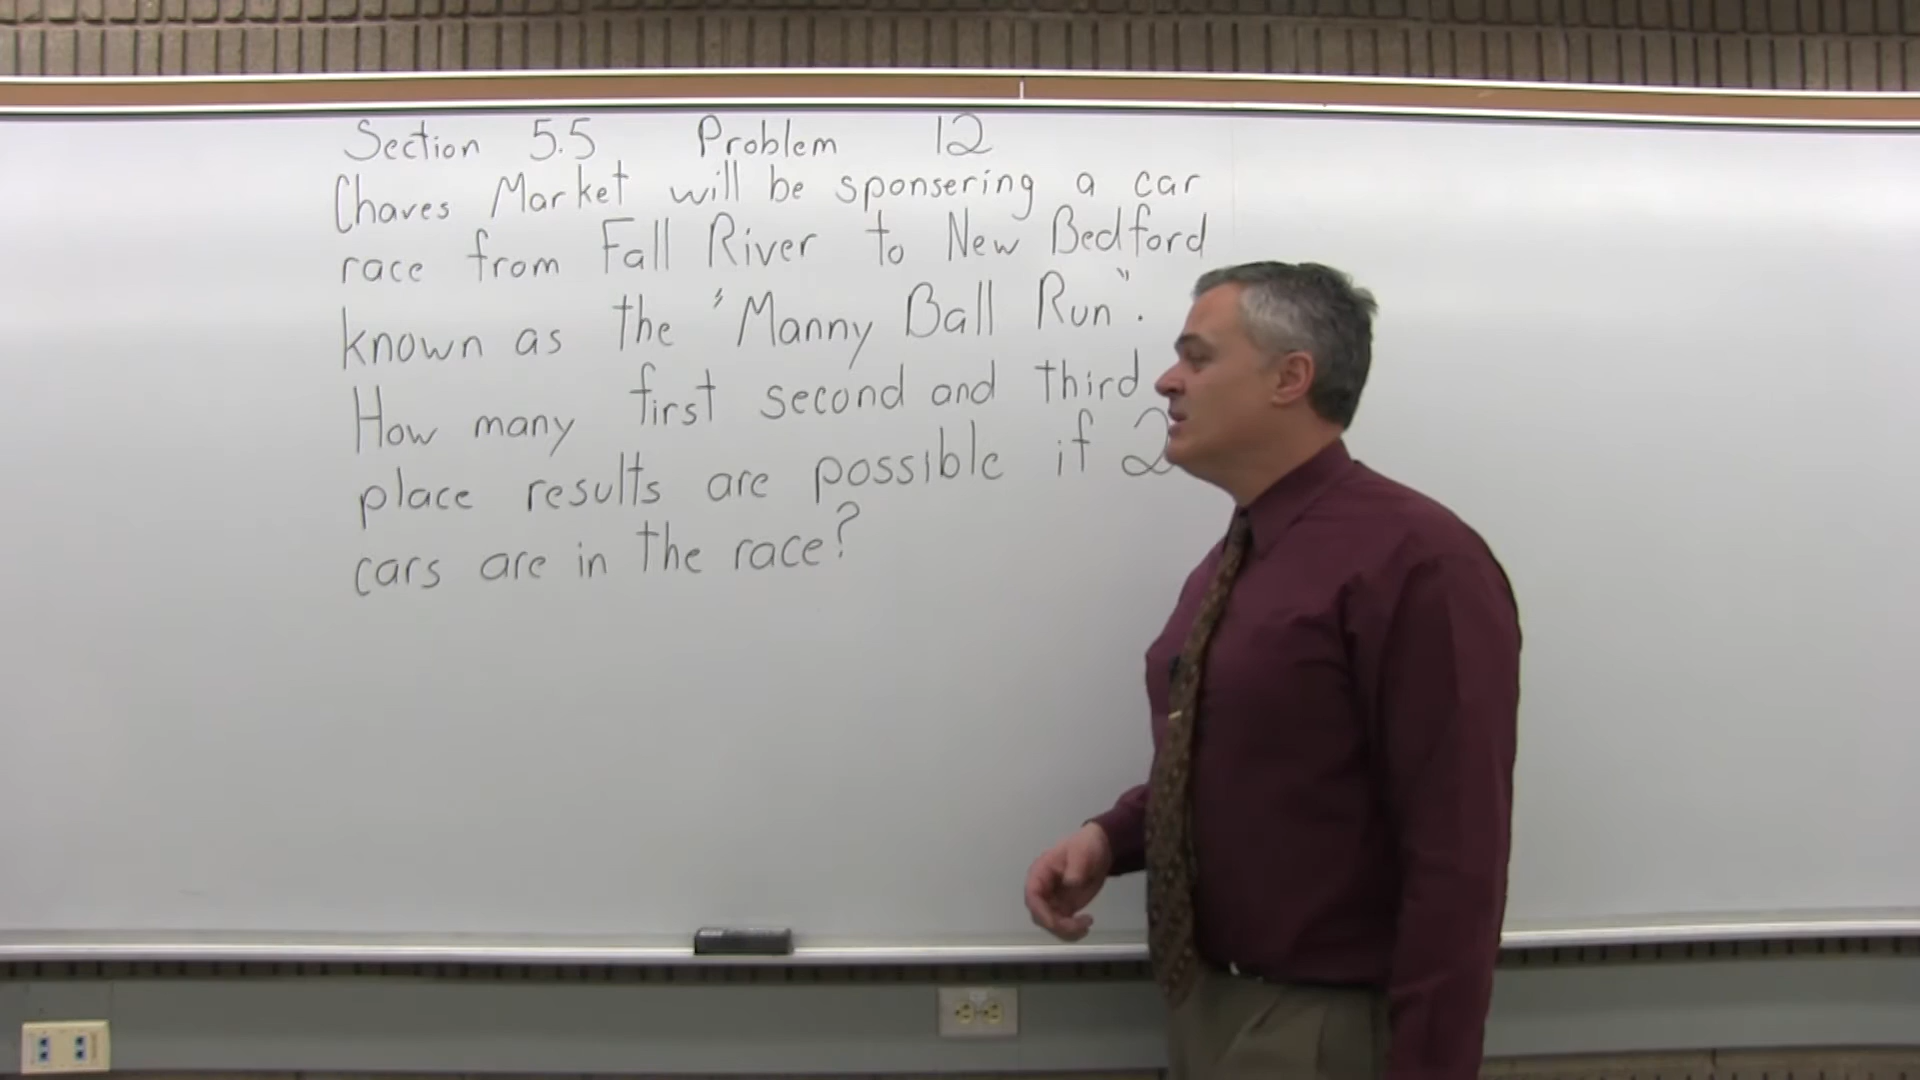 Section 5.5 Problem 12
Chaves Market will be sponsering a car
race from Fall River to New Bedford
known as the "Manny Ball Run".
How many first second and third
place results are possible if 2
cars are in the race?